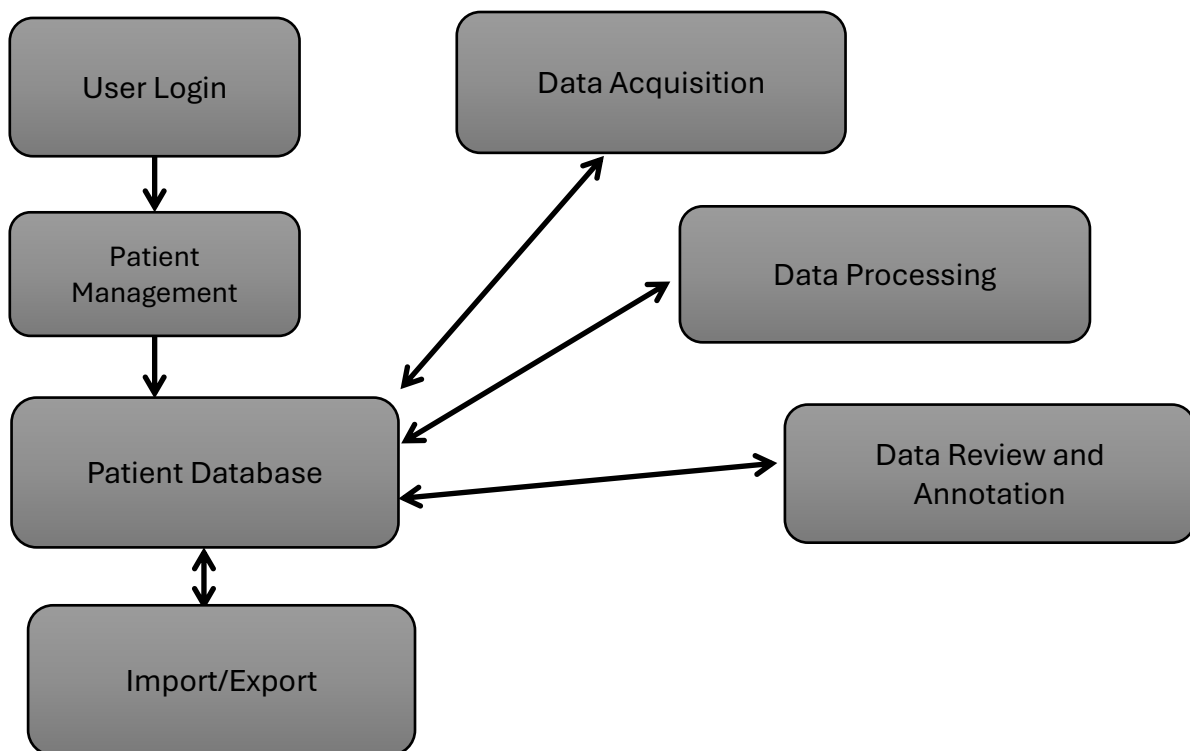 User Login
Data Acquisition
Patient
Management
Data Processing
Patient Database
Data Review and
Annotation
Import/Export